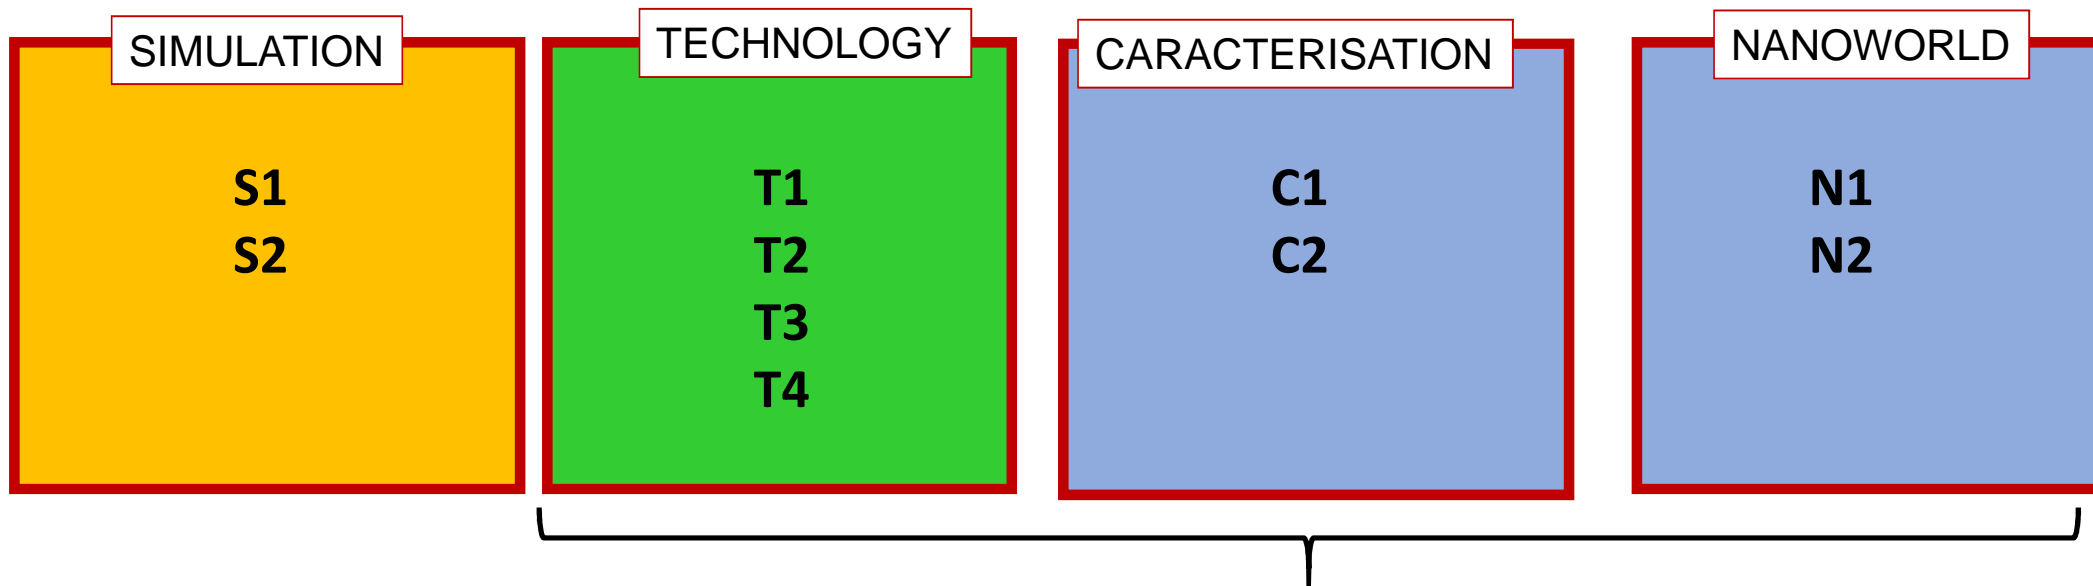 SIMULATION
S1
S2
TECHNOLOGY
T1
T2
T3
T4
CARACTERISATION
C1
C2
NANOWORLD
N1
N2